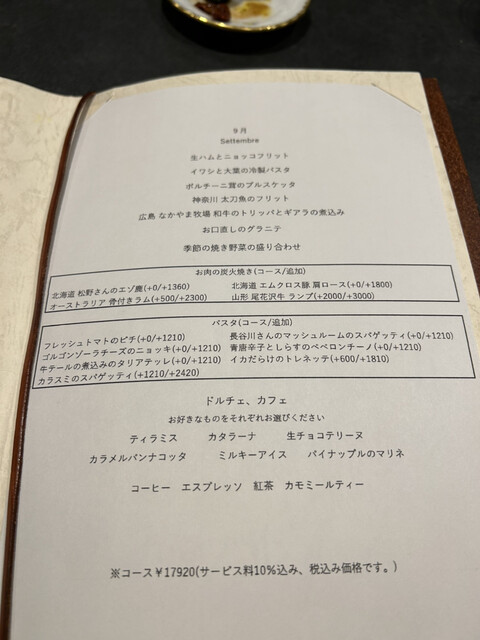 9月
Settembre
生ハムとニョッコフリット
イワシと大葉の冷製パスタ
ポルチーニ茸のブルスケッタ
神奈川 太刀魚のフリット
広島 なかやま牧場 和牛のトリッパとギアラの煮込み
お口直しのグラニテ
季節の焼き野菜の盛り合わせ
お肉の炭火焼き(コース/追加)
北海道 松野さんのエゾ鹿(+0/+1360) 北海道 エムクロス豚 肩ロース(+0/+1800)
オーストラリア 骨付きラム(+500/+2300) 山形 尾花沢牛 ランプ(+2000/+3000)
パスタ(コース/追加)
フレッシュトマトのピチ(+0/+1210) 長谷川さんのマッシュルームのスパゲッティ(+0/+1210)
ゴルゴンゾーラチーズのニョッキ(+0/+1210) 青唐辛子としらすのペペロンチーノ(+0/+1210)
牛テールの煮込みのタリアテッレ(+0/+1210) イカだらけのトレネッテ(+600/+1810)
カラスミのスパゲッティ(+1210/+2420)
ドルチェ、カフェ
お好きなものをそれぞれお選びください
ティラミス カタラーナ 生チョコテリーヌ
カラメルパンナコッタ ミルキーアイス パイナップルのマリネ
コーヒー エスプレッソ 紅茶 カモミールティー
※コース¥17920(サービス料10%込み、税込み価格です。)